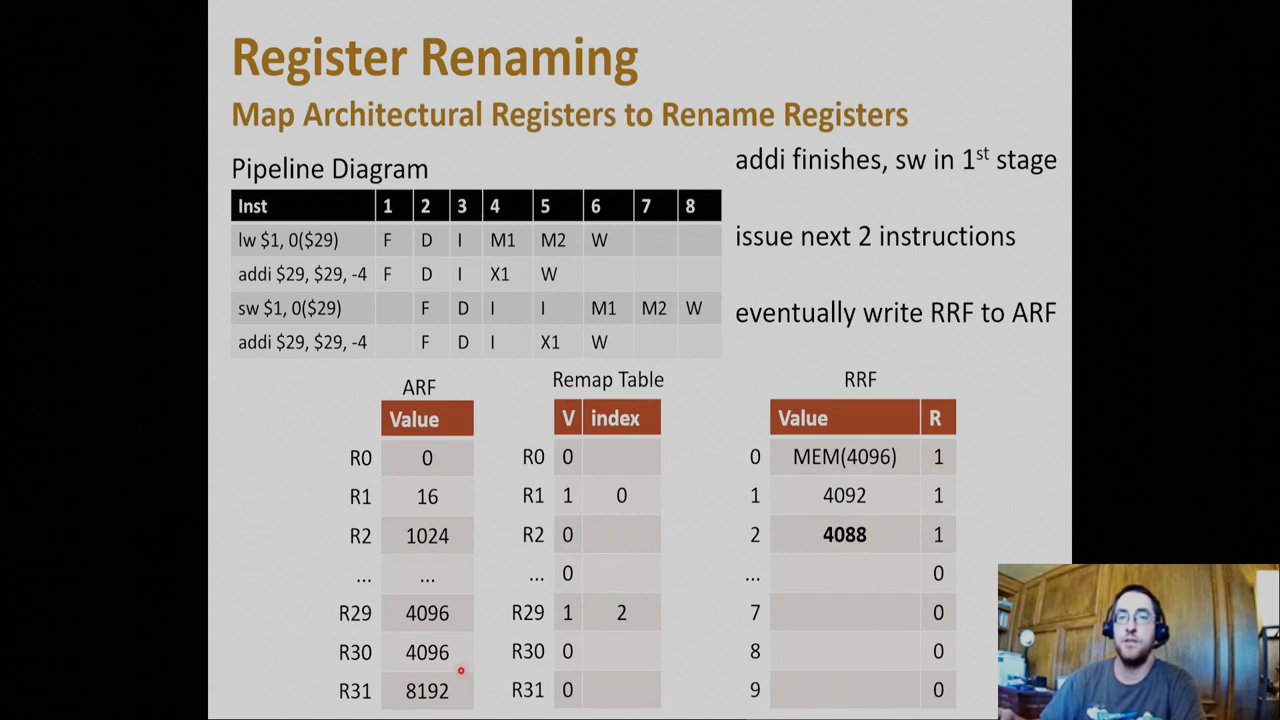 Register Renaming
Map Architectural Registers to Rename Registers
Pipeline Diagram
Inst 1 2 3 4 5 6 7 8
lw $1, 0($29) F D I M1 M2 W
addi $29, $29, -4 F D I X1 W
sw $1, 0($29) F D I I M1 M2 W
addi $29, $29, -4 F D I X1 W
addi finishes, sw in 1st stage
issue next 2 instructions
eventually write RRF to ARF
ARF
Value
R0 0
R1 16
R2 1024
... ...
R29 4096
R30 4096
R31 8192
Remap Table
V index
R0 0
R1 1 0
R2 0
... 0
R29 1 2
R30 0
R31 0
RRF
Value R
0 MEM(4096) 1
1 4092 1
2 4088 1
... 0
7 0
8 0
9 0